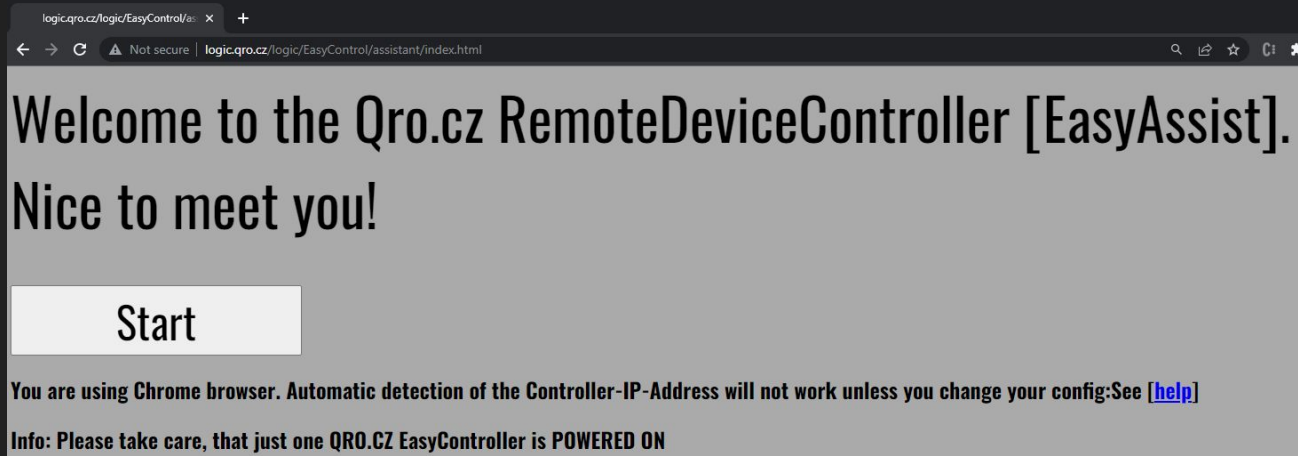 logic.qro.cz/logic/EasyControl/as
Not secure | logic.qro.cz/logic/EasyControl/assistant/index.html
Welcome to the Qro.cz RemoteDeviceController [EasyAssist].
Nice to meet you!
Start
You are using Chrome browser. Automatic detection of the Controller-IP-Address will not work unless you change your config:See [help]
Info: Please take care, that just one QRO.CZ EasyController is POWERED ON